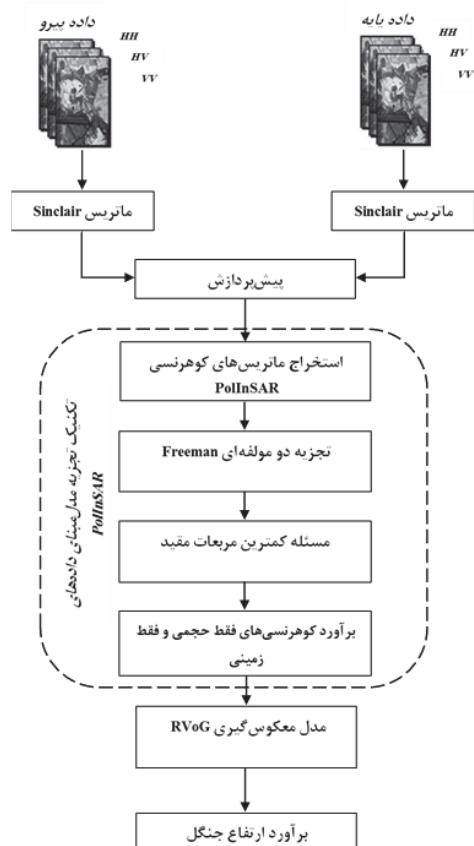 داده پایه
HH
HV
VV
داده پیرو
HH
HV
VV
ماتریس Sinclair
ماتریس Sinclair
پیش‌پردازش
تکنیک تجزیه مدل‌مبنای داده‌های
PolInSAR
استخراج ماتریس‌های کوهرنسی
PolInSAR
تجزیه دو مولفه‌ای Freeman
مسئله کمترین مربعات مقید
برآورد کوهرنسی‌های فقط حجمی و فقط
زمینی
مدل معکوس‌گیری RVoG
برآورد ارتفاع جنگل